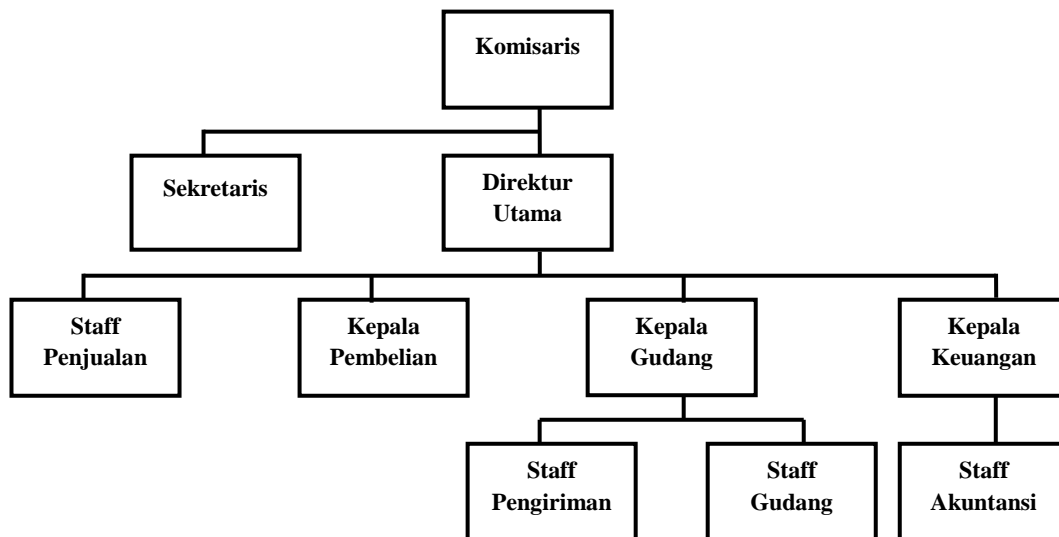 Komisaris
Sekretaris
Direktur
Utama
Staff
Penjualan
Kepala
Pembelian
Kepala
Gudang
Kepala
Keuangan
Staff
Pengiriman
Staff
Gudang
Staff
Akuntansi